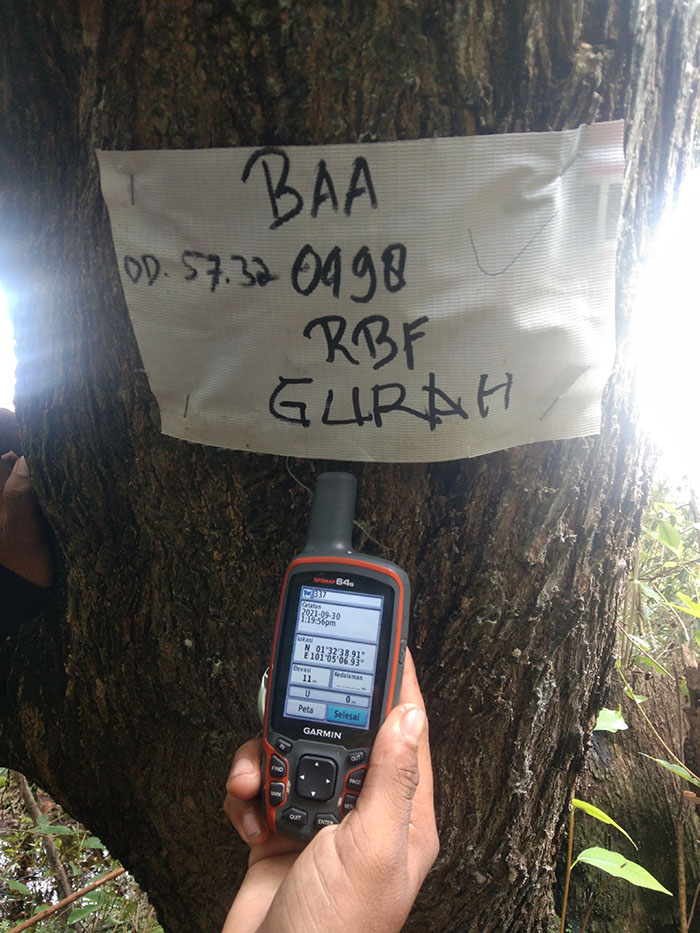 BAA
OD. 57.32 0498
RBF
GURAH
GPSMAP 64s
337
Catatan
2021-09-30
1:19:56pm
Lokasi
N 01°32'38.91"
E 101°05'06.93"
Elevasi Kedalaman
11m
U 0m
Peta Selesai
GARMIN
IN OUT
FIND PAGE
MARK
QUIT ENTER